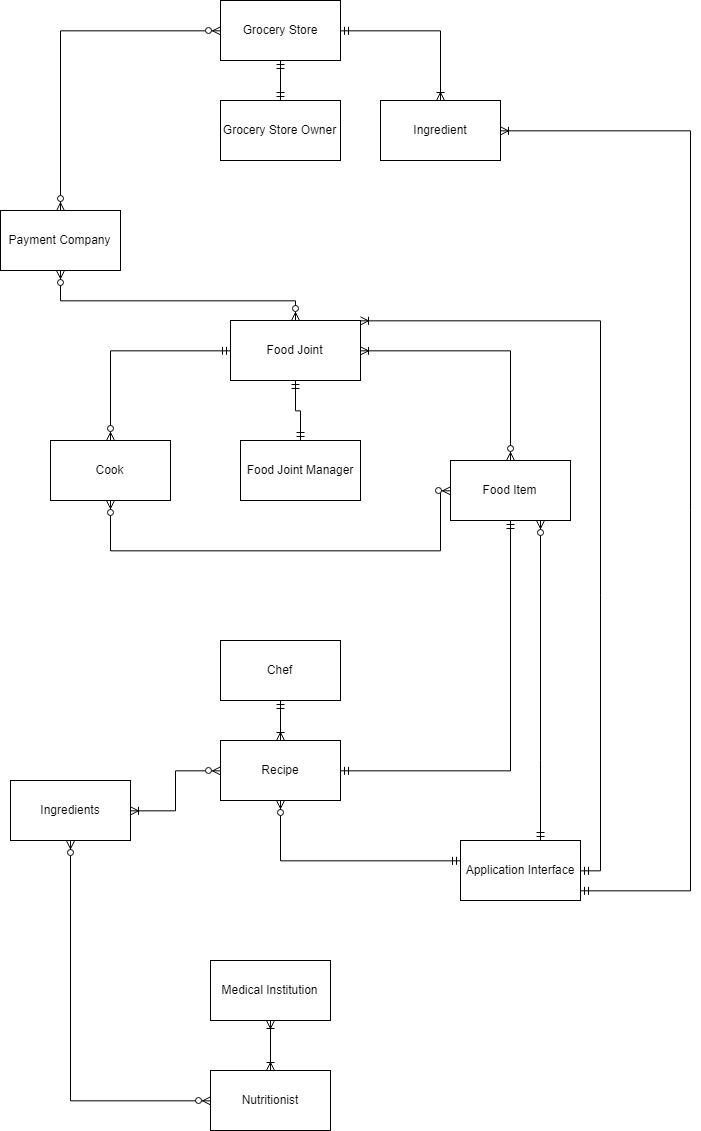 Grocery Store
Grocery Store Owner
Ingredient
Payment Company
Food Joint
Cook
Food Joint Manager
Food Item
Chef
Recipe
Ingredients
Application Interface
Medical Institution
Nutritionist